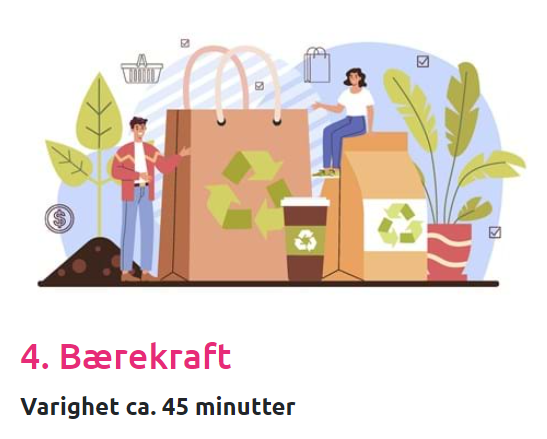 $
4. Bærekraft
Varighet ca. 45 minutter